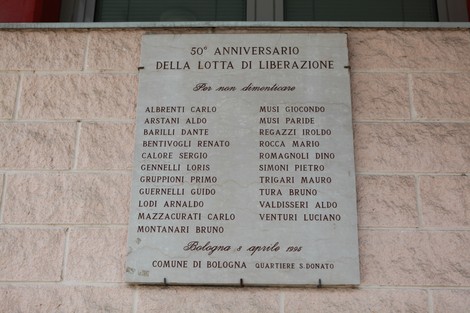 50° ANNIVERSARIO
DELLA LOTTA DI LIBERAZIONE
Per non dimenticare
ALBRENTI CARLO
ARSTANI ALDO
BARILLI DANTE
BENTIVOGLI RENATO
CALORE SERGIO
GENNELLI LORIS
GRUPPIONI PRIMO
GUERNELLI GUIDO
LODI ARNALDO
MAZZACURATI CARLO
MONTANARI BRUNO
MUSI GIOCONDO
MUSI PARIDE
REGAZZI IROLDO
ROCCA MARIO
ROMAGNOLI DINO
SIMONI PIETRO
TRIGARI MAURO
TURA BRUNO
VALDISSERI ALDO
VENTURI LUCIANO
Bologna aprile
COMUNE DI BOLOGNA QUARTIERE S. DONATO